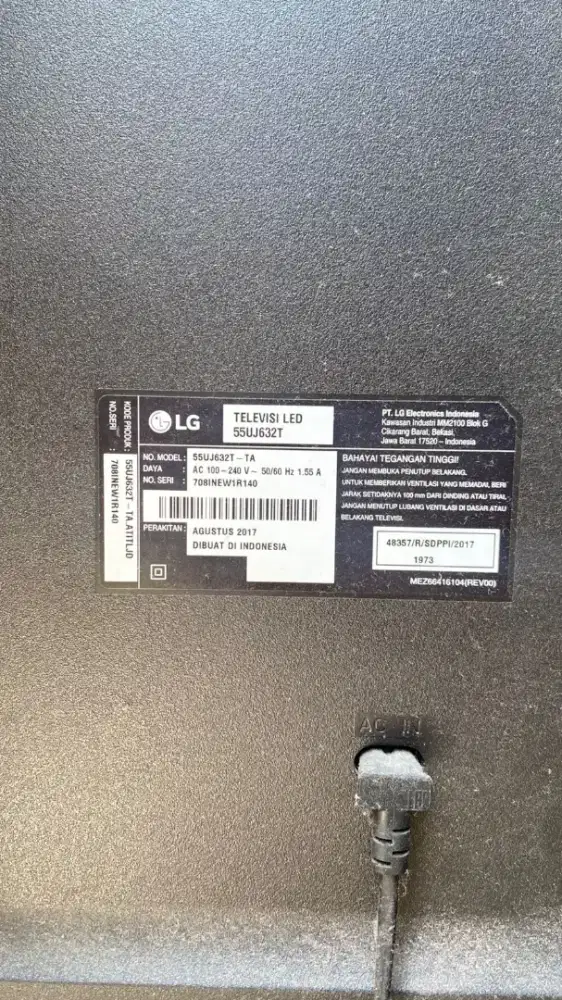 LG
TELEVISI LED
55UJ632T
PT. LG Electronics Indonesia
Kawasan Industri MM2100 Blok G
Cikarang Barat, Bekasi,
Jawa Barat 17520 - Indonesia
NO. MODEL : 55UJ632T-TA
DAYA : AC 100-240 V~ 50/60 Hz 1.55 A
NO. SERI : 708INEW1R140
PERAKITAN : AGUSTUS 2017
DIBUAT DI INDONESIA
BAHAYA! TEGANGAN TINGGI!
JANGAN MEMBUKA PENUTUP BELAKANG.
UNTUK MEMBERIKAN VENTILASI YANG MEMADAI, BERI
JARAK SETIDAKNYA 100 mm DARI DINDING ATAU TIRAI.
JANGAN MENUTUP LUBANG VENTILASI DI DASAR ATAU
BELAKANG TELEVISI.
48357/R/SDPPI/2017
1973
MEZ66416104(REV00)
KODE PRODUK : 55UJ632T-TA.ATITLJD
NO.SERI : 708INEW1R140
AC IN